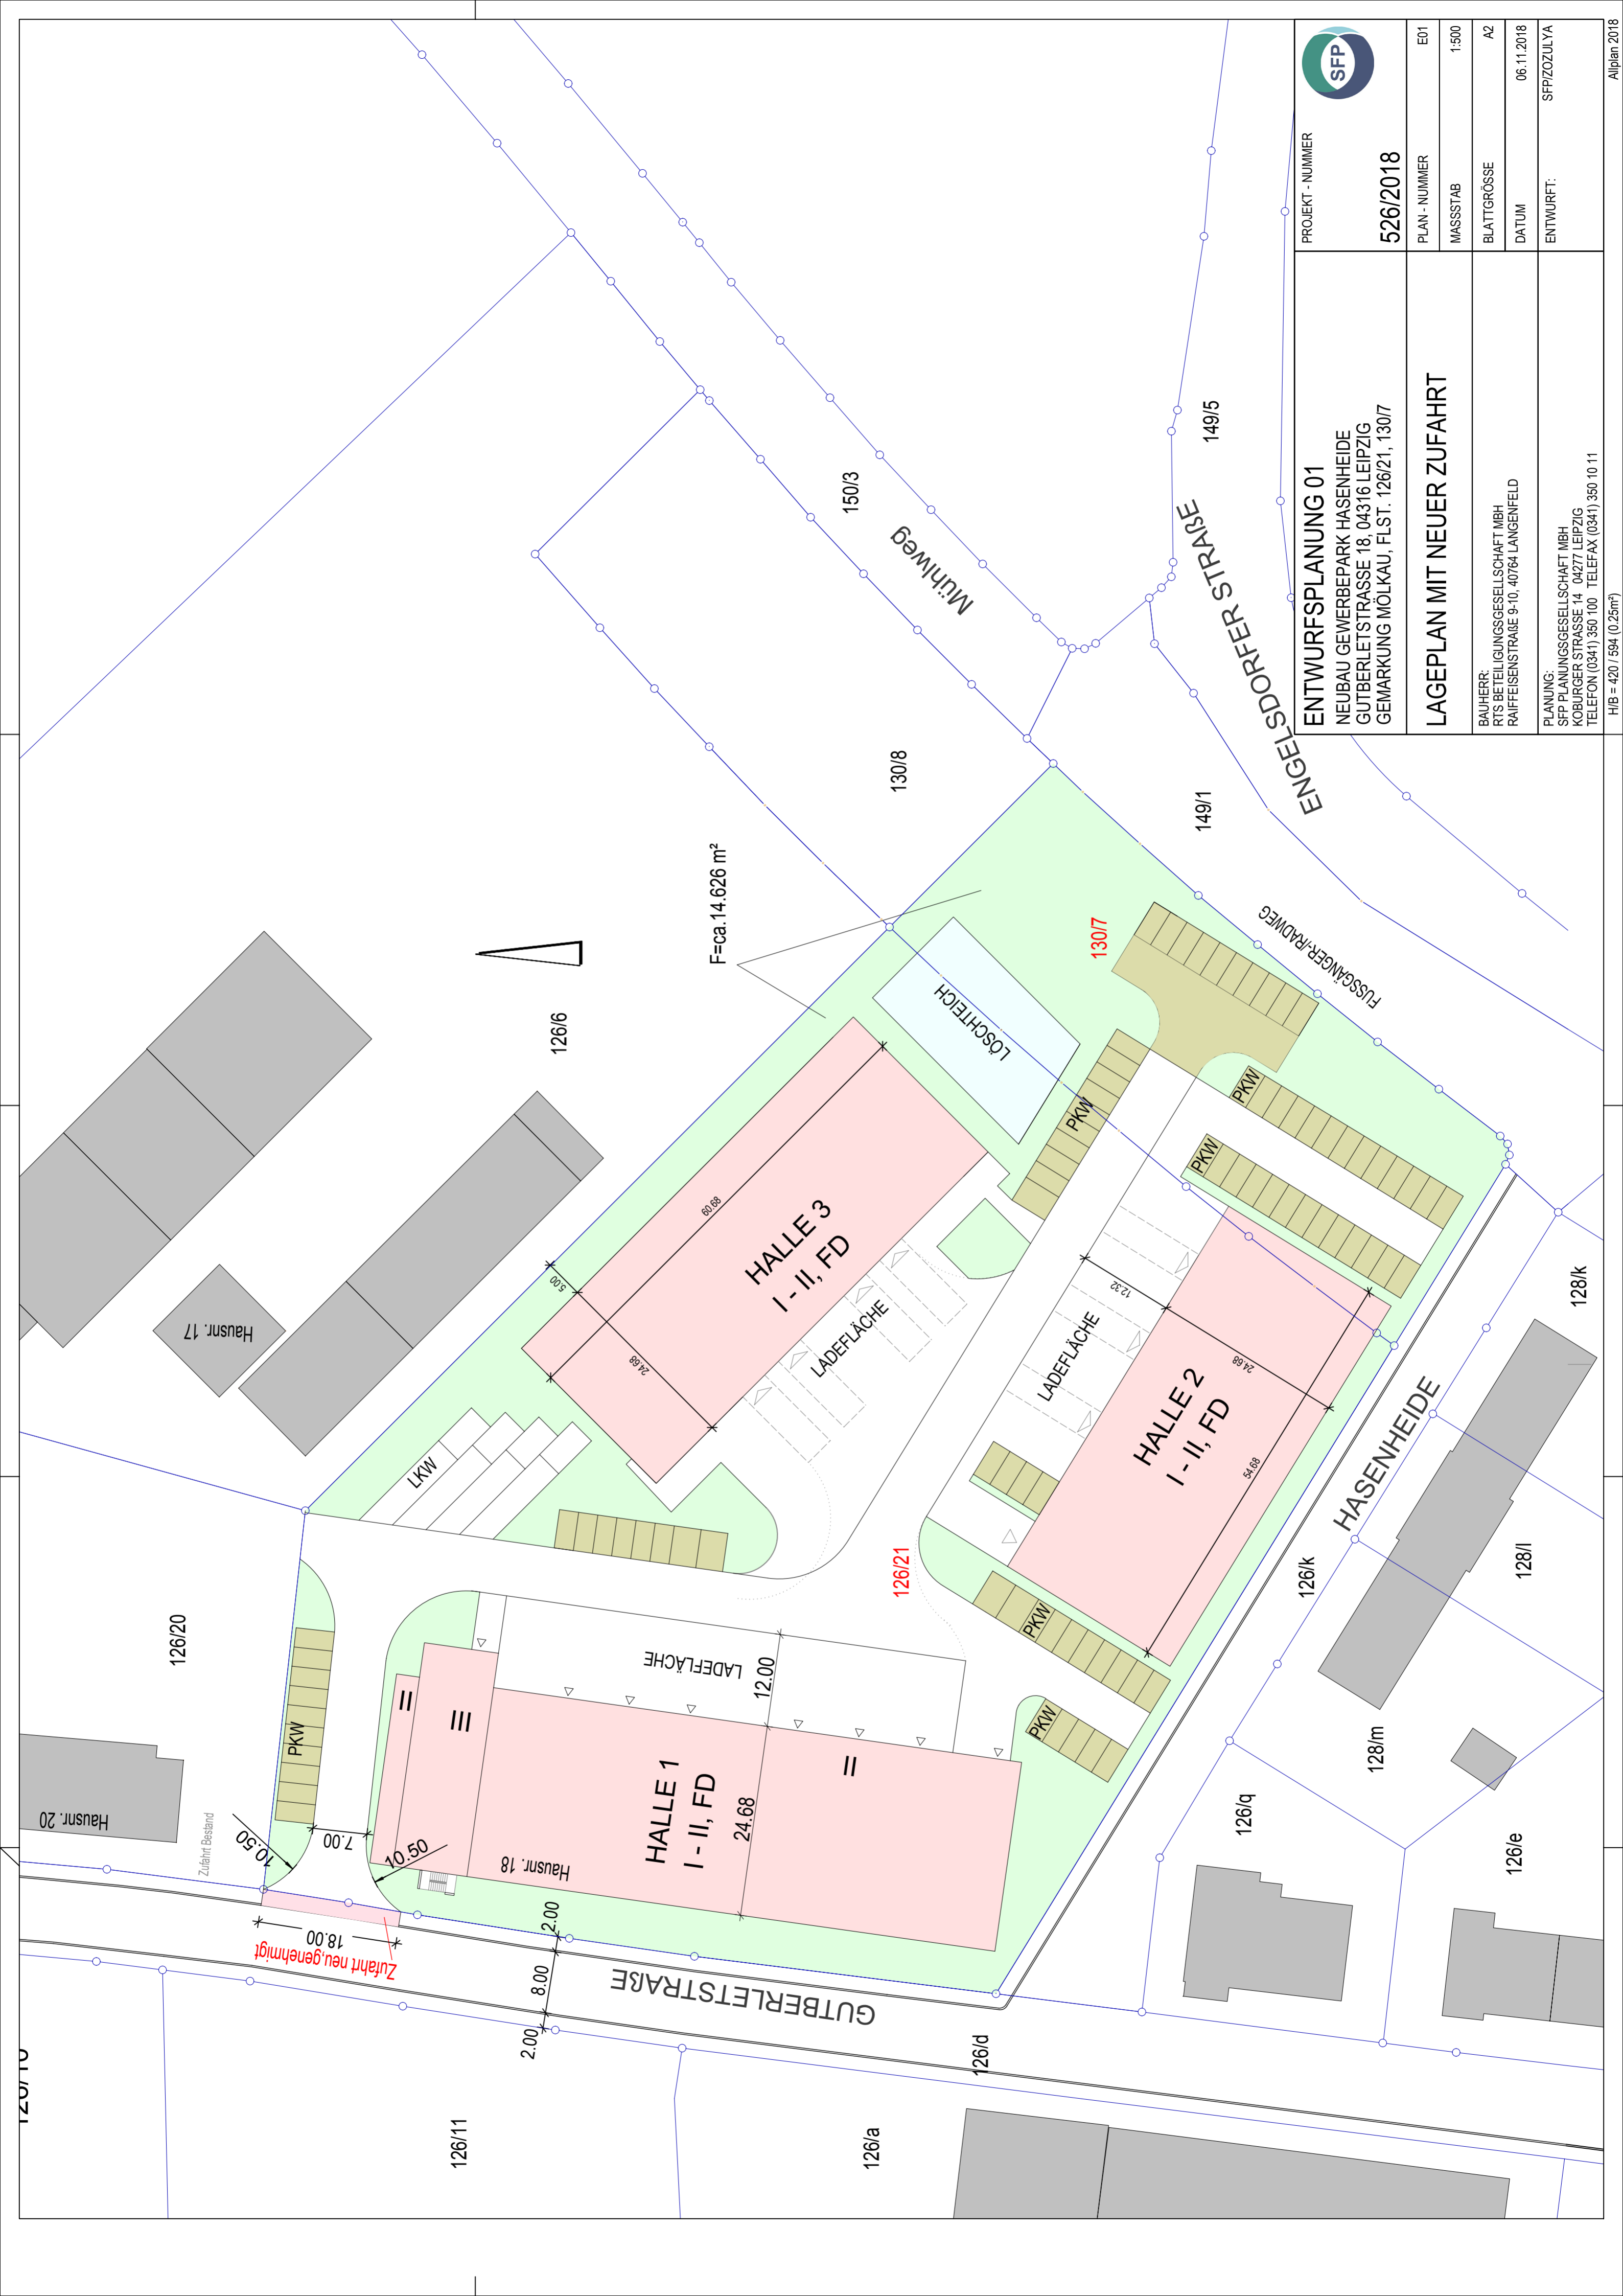 126/11
126/a
126/d
2.00
8.00
2.00
GUTBERLETSTRAßE
18.00
Zufahrt neu,genehmigt
Zufahrt Bestand
Hausnr. 20
10.50
7.00
10.50
PKW
126/20
Hausnr. 18
HALLE 1
I - II, FD
24.68
12.00
II
III
II
LADEFLÄCHE
LKW
Hausnr. 17
126/6
HALLE 3
I - II, FD
60.68
24.68
5.00
LADEFLÄCHE
F=ca.14.626 m²
LÖSCHTEICH
126/21
130/7
PKW
PKW
PKW
PKW
PKW
LADEFLÄCHE
12.32
HALLE 2
I - II, FD
24.68
54.68
HASENHEIDE
126/k
126/q
126/e
128/m
128/l
128/k
FUSSGÄNGER-/RADWEG
130/8
150/3
Mühlweg
149/1
149/5
ENGELSDORFER STRAßE
ENTWURFSPLANUNG 01
NEUBAU GEWERBEPARK HASENHEIDE
GUTBERLETSTRASSE 18, 04316 LEIPZIG
GEMARKUNG MÖLKAU, FLST. 126/21, 130/7
LAGEPLAN MIT NEUER ZUFAHRT
BAUHERR:
RTS BETEILIGUNGSGESELLSCHAFT MBH
RAIFFEISENSTRAßE 9-10, 40764 LANGENFELD
PLANUNG:
SFP PLANUNGSGESELLSCHAFT MBH
KOBURGER STRASSE 14 04277 LEIPZIG
TELEFON (0341) 350 100 TELEFAX (0341) 350 10 11
PROJEKT - NUMMER
SFP
526/2018
PLAN - NUMMER E01
MASSSTAB 1:500
BLATTGRÖSSE A2
DATUM 06.11.2018
ENTWURFT: SFP/ZOZULYA
H/B = 420 / 594 (0.25m²)
Allplan 2018